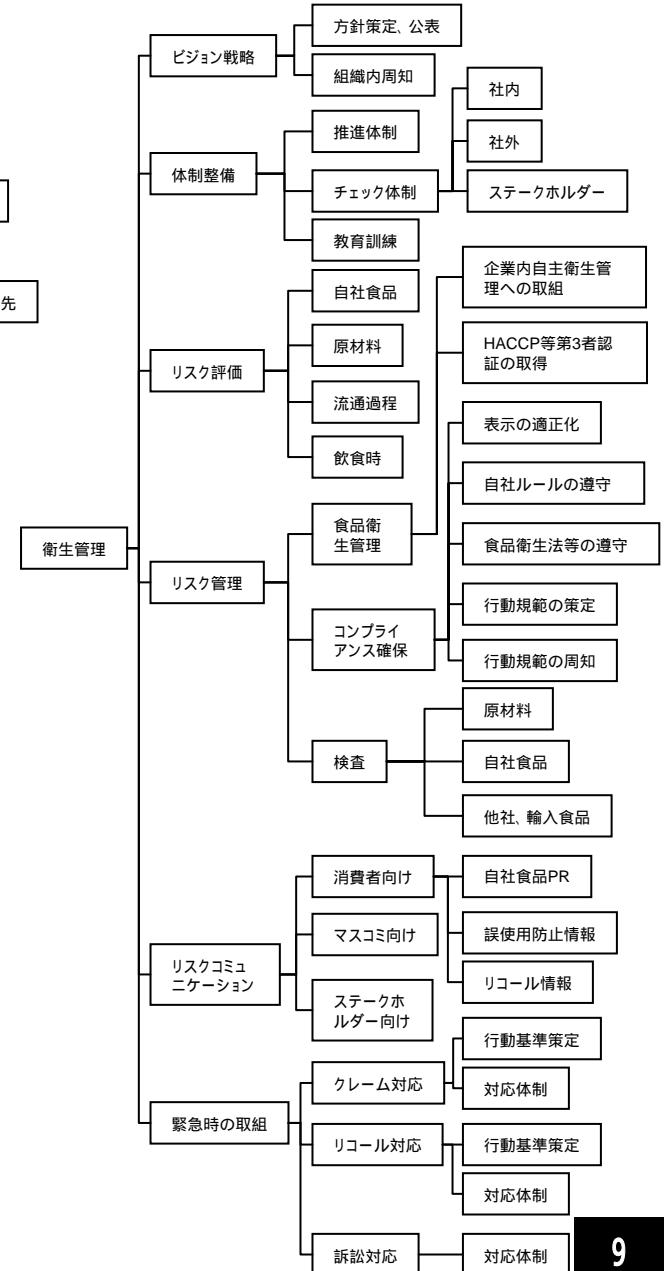 方針策定、公表
ビジョン戦略
組織内周知
社内
推進体制
社外
体制整備
チェック体制
ステークホルダー
教育訓練
企業内自主衛生管
理への取組
自社食品
先
原材料
HACCP等第3者認
証の取得
リスク評価
流通過程
表示の適正化
飲食時
自社ルールの遵守
食品衛
生管理
衛生管理
食品衛生法等の遵守
リスク管理
行動規範の策定
コンプライ
アンス確保
行動規範の周知
原材料
検査
自社食品
他社、輸入食品
消費者向け
自社食品PR
マスコミ向け
誤使用防止情報
リスクコミュ
ニケーション
リコール情報
ステークホ
ルダー向け
行動基準策定
クレーム対応
対応体制
緊急時の取組
リコール対応
行動基準策定
対応体制
訴訟対応
対応体制
9